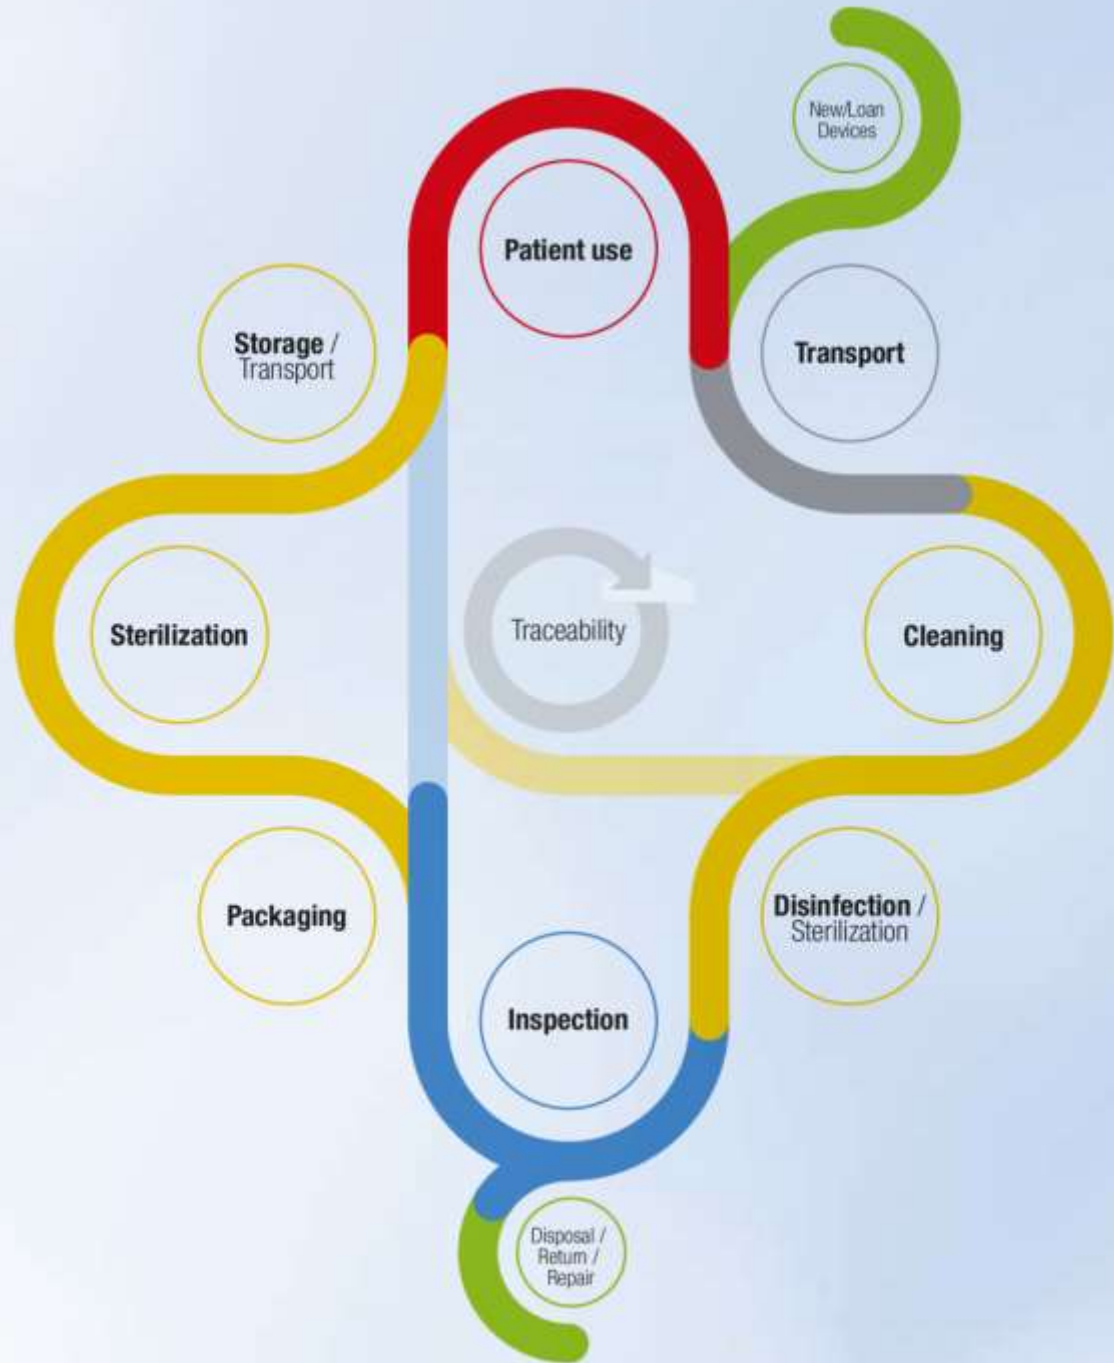 New/Loan
Devices
Patient use
Storage /
Transport
Transport
Traceability
Sterilization
Cleaning
Packaging
Disinfection /
Sterilization
Inspection
Disposal /
Return /
Repair